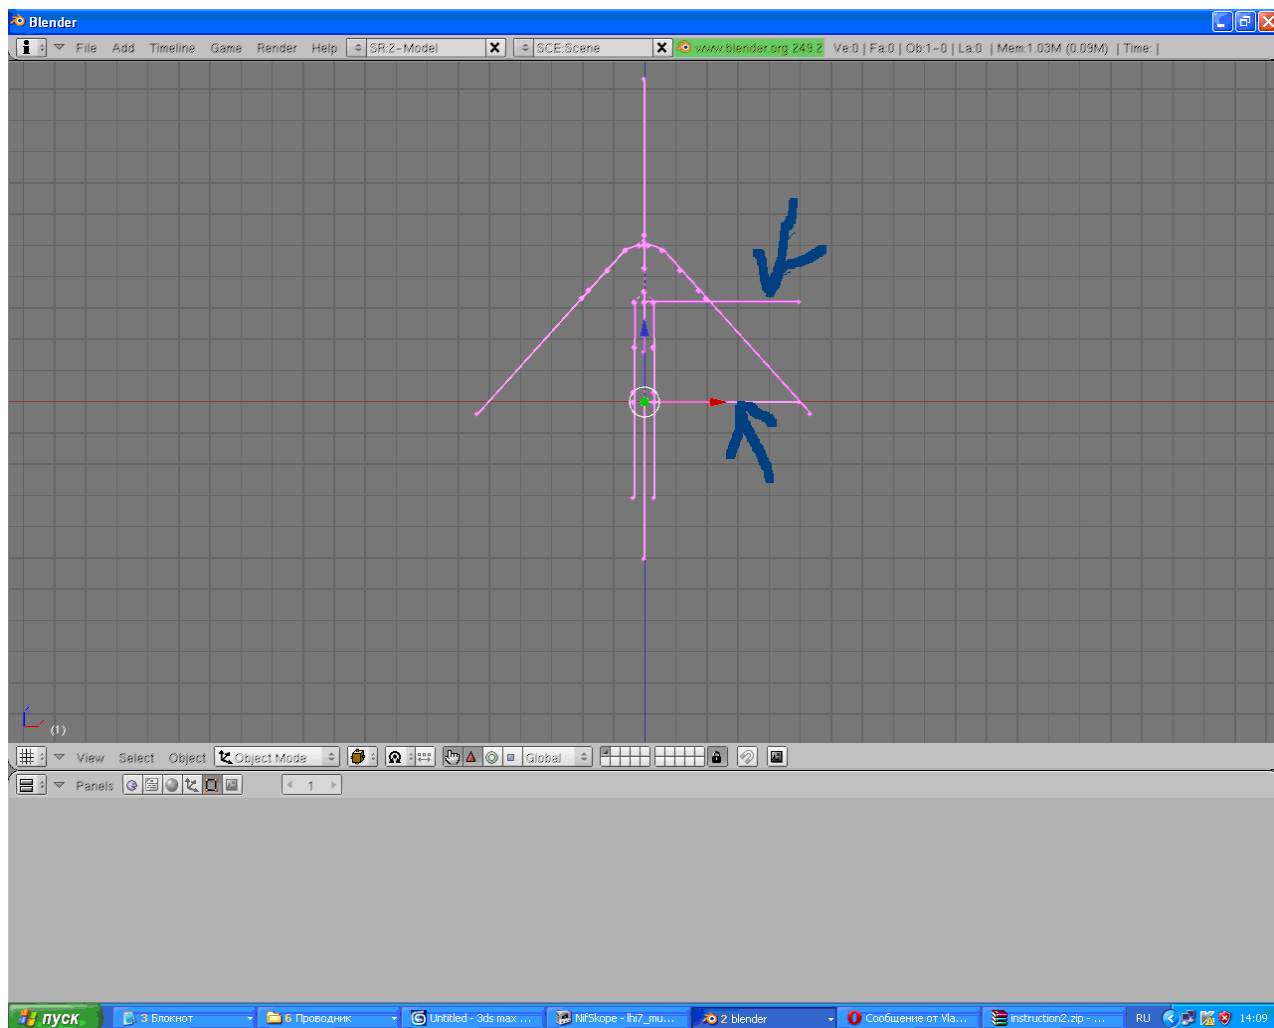 Blender
File Add Timeline Game Render Help SR:2-Model X SCE:Scene X www.blender.org 249.2 Ve:0 | Fa:0 | Ob:1-0 | La:0 | Mem:1.03M (0.09M) | Time: |
(1)
View Select Object Object Mode Global
Panels 1
пуск 3 Блокнот 6 Проводник Untitled - 3ds max ... NifSkope - lhi7_mu... 2 blender Сообщение от Vla... instruction2.zip - ... RU 14:09